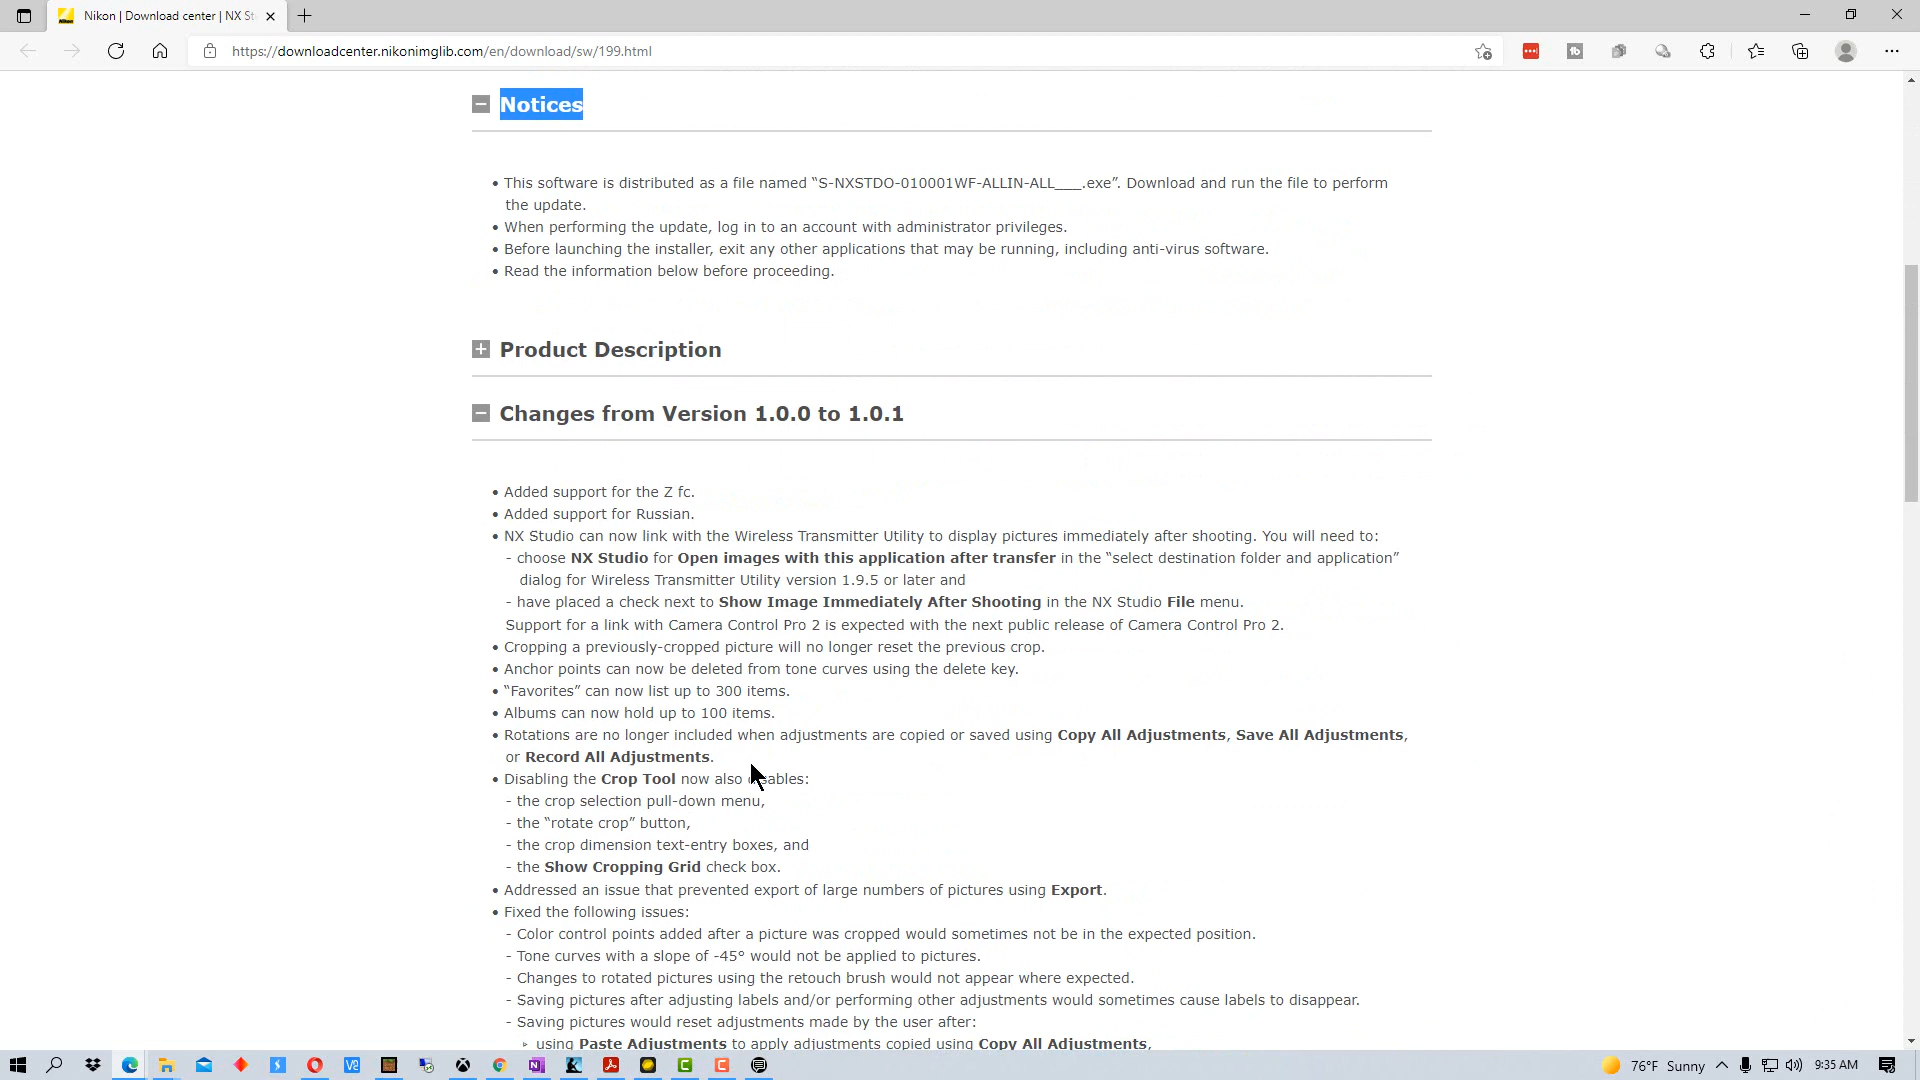 Nikon | Download center | NX St
https://downloadcenter.nikonimglib.com/en/download/sw/199.html
Notices
• This software is distributed as a file named “S-NXSTDO-010001WF-ALLIN-ALL___.exe”. Download and run the file to perform
the update.
• When performing the update, log in to an account with administrator privileges.
• Before launching the installer, exit any other applications that may be running, including anti-virus software.
• Read the information below before proceeding.
Product Description
Changes from Version 1.0.0 to 1.0.1
• Added support for the Z fc.
• Added support for Russian.
• NX Studio can now link with the Wireless Transmitter Utility to display pictures immediately after shooting. You will need to:
- choose NX Studio for Open images with this application after transfer in the “select destination folder and application”
dialog for Wireless Transmitter Utility version 1.9.5 or later and
- have placed a check next to Show Image Immediately After Shooting in the NX Studio File menu.
Support for a link with Camera Control Pro 2 is expected with the next public release of Camera Control Pro 2.
• Cropping a previously-cropped picture will no longer reset the previous crop.
• Anchor points can now be deleted from tone curves using the delete key.
• “Favorites” can now list up to 300 items.
• Albums can now hold up to 100 items.
• Rotations are no longer included when adjustments are copied or saved using Copy All Adjustments, Save All Adjustments,
or Record All Adjustments.
• Disabling the Crop Tool now also disables:
- the crop selection pull-down menu,
- the “rotate crop” button,
- the crop dimension text-entry boxes, and
- the Show Cropping Grid check box.
• Addressed an issue that prevented export of large numbers of pictures using Export.
• Fixed the following issues:
- Color control points added after a picture was cropped would sometimes not be in the expected position.
- Tone curves with a slope of -45° would not be applied to pictures.
- Changes to rotated pictures using the retouch brush would not appear where expected.
- Saving pictures after adjusting labels and/or performing other adjustments would sometimes cause labels to disappear.
- Saving pictures would reset adjustments made by the user after:
▹ using Paste Adjustments to apply adjustments copied using Copy All Adjustments,
76°F Sunny
9:35 AM